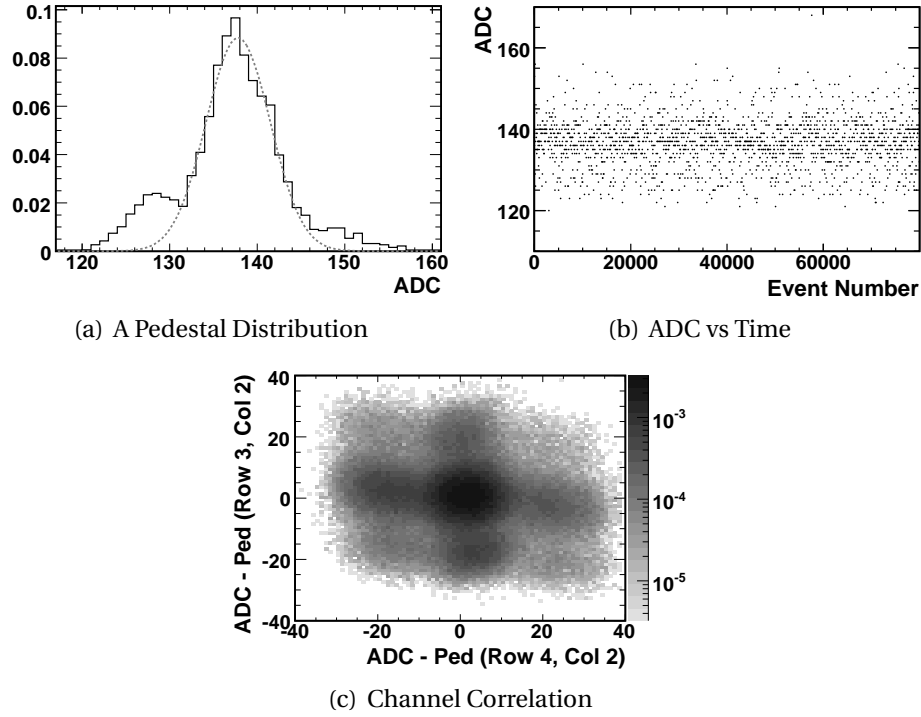 0.1
0.08
0.06
0.04
0.02
0
120 130 140 150 160
ADC
(a) A Pedestal Distribution
ADC
160
140
120
0 20000 40000 60000
Event Number
(b) ADC vs Time
ADC - Ped (Row 3, Col 2)
40
20
0
-20
-40
-40 -20 0 20 40
ADC - Ped (Row 4, Col 2)
10-3
10-4
10-5
(c) Channel Correlation